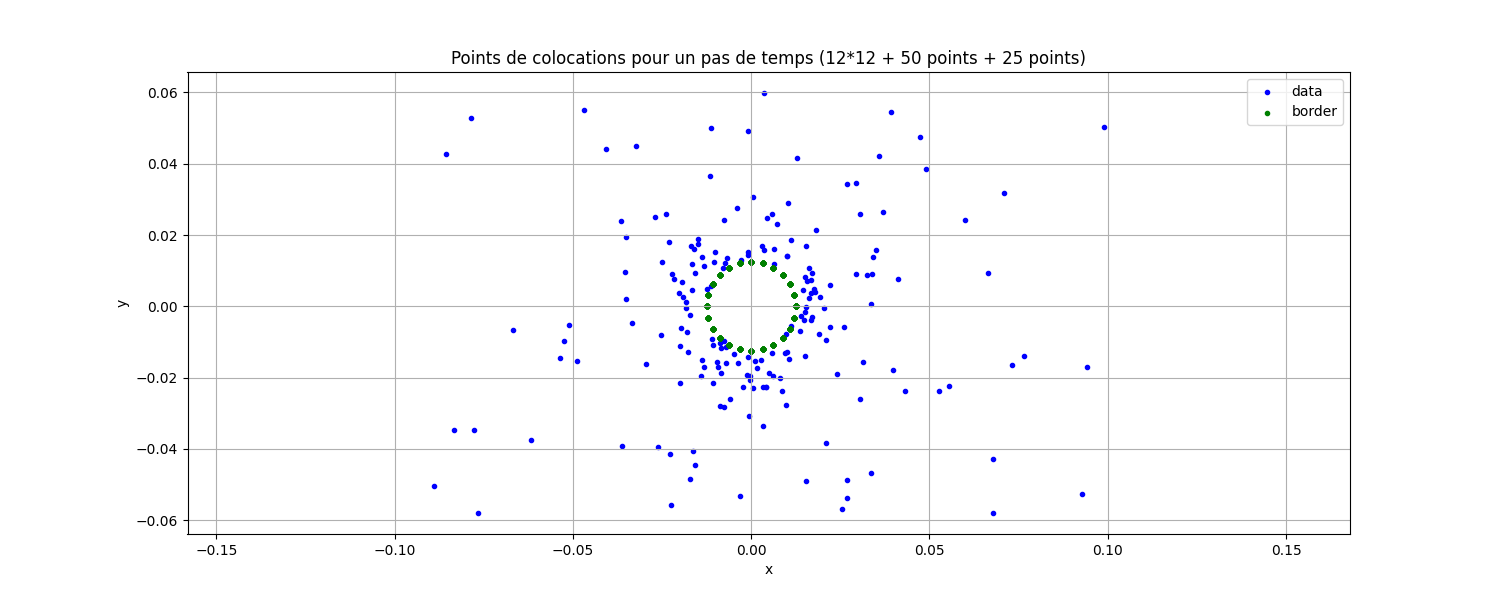 Points de colocations pour un pas de temps (12*12 + 50 points + 25 points)
data
border
0.06
0.04
0.02
0.00
−0.02
−0.04
−0.06
y
−0.15
−0.10
−0.05
0.00
0.05
0.10
0.15
x